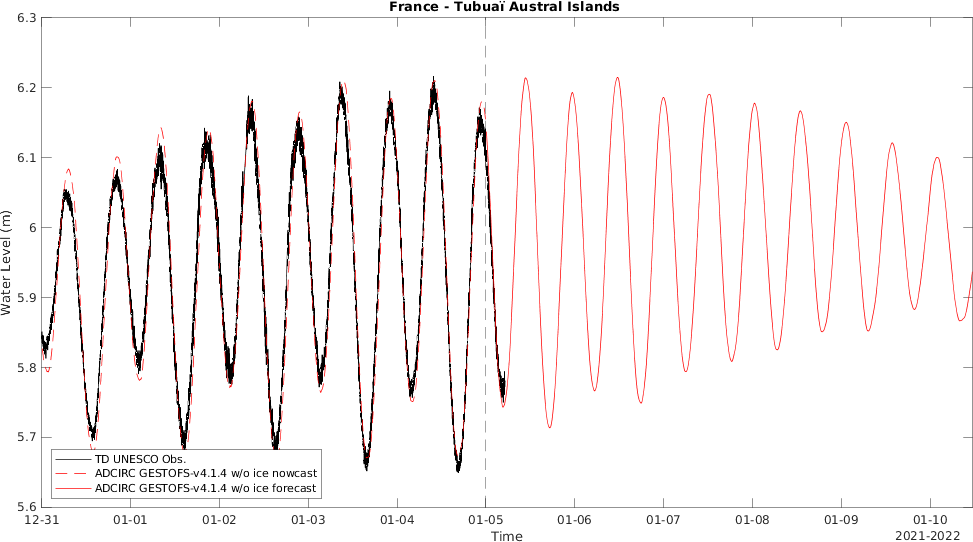 France - Tubuaï Austral Islands
6.3
6.2
6.1
6
5.9
5.8
5.7
5.6
Water Level (m)
TD UNESCO Obs.
ADCIRC GESTOFS-v4.1.4 w/o ice nowcast
ADCIRC GESTOFS-v4.1.4 w/o ice forecast
12-31 01-01 01-02 01-03 01-04 01-05 01-06 01-07 01-08 01-09 01-10
Time
2021-2022